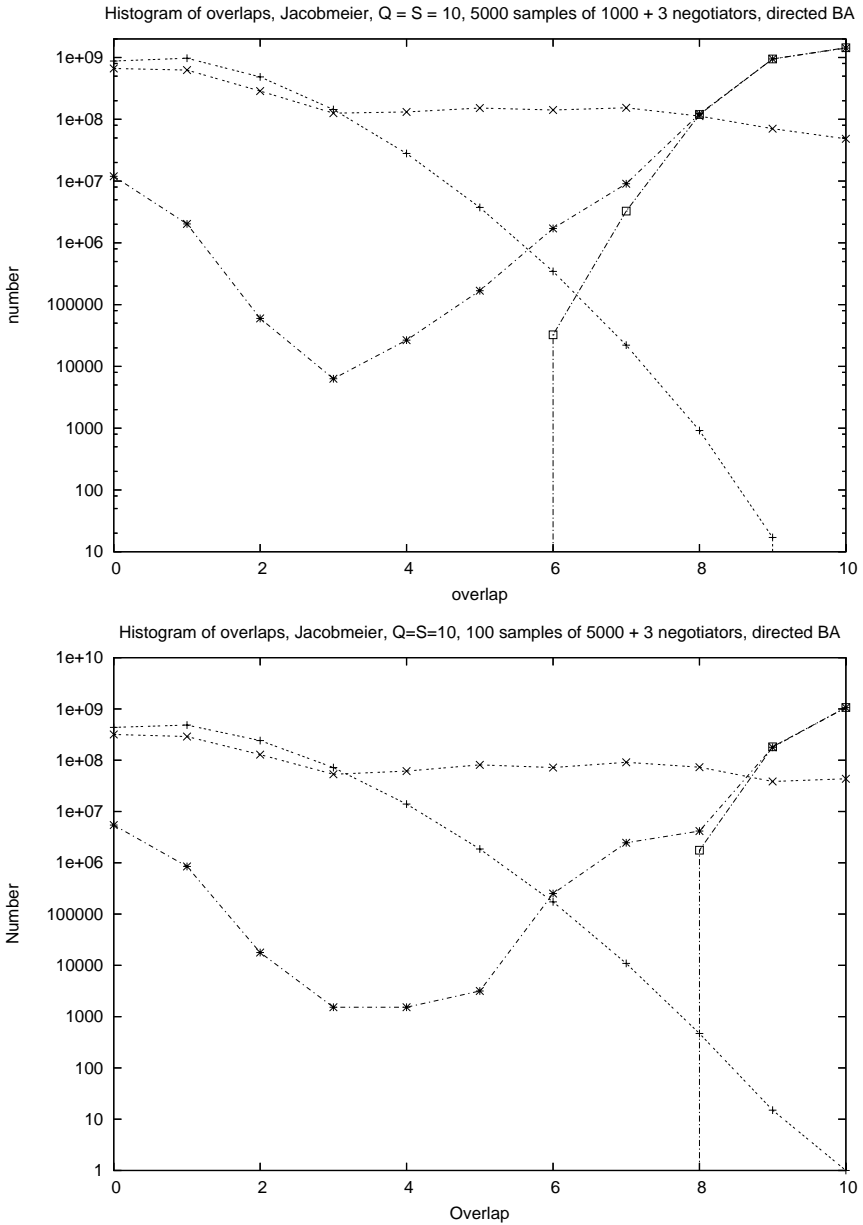 Histogram of overlaps, Jacobmeier, Q = S = 10, 5000 samples of 1000 + 3 negotiators, directed BA
1e+09
1e+08
1e+07
1e+06
100000
10000
1000
100
10
number
0 2 4 6 8 10
overlap
Histogram of overlaps, Jacobmeier, Q=S=10, 100 samples of 5000 + 3 negotiators, directed BA
1e+10
1e+09
1e+08
1e+07
1e+06
100000
10000
1000
100
10
1
Number
0 2 4 6 8 10
Overlap